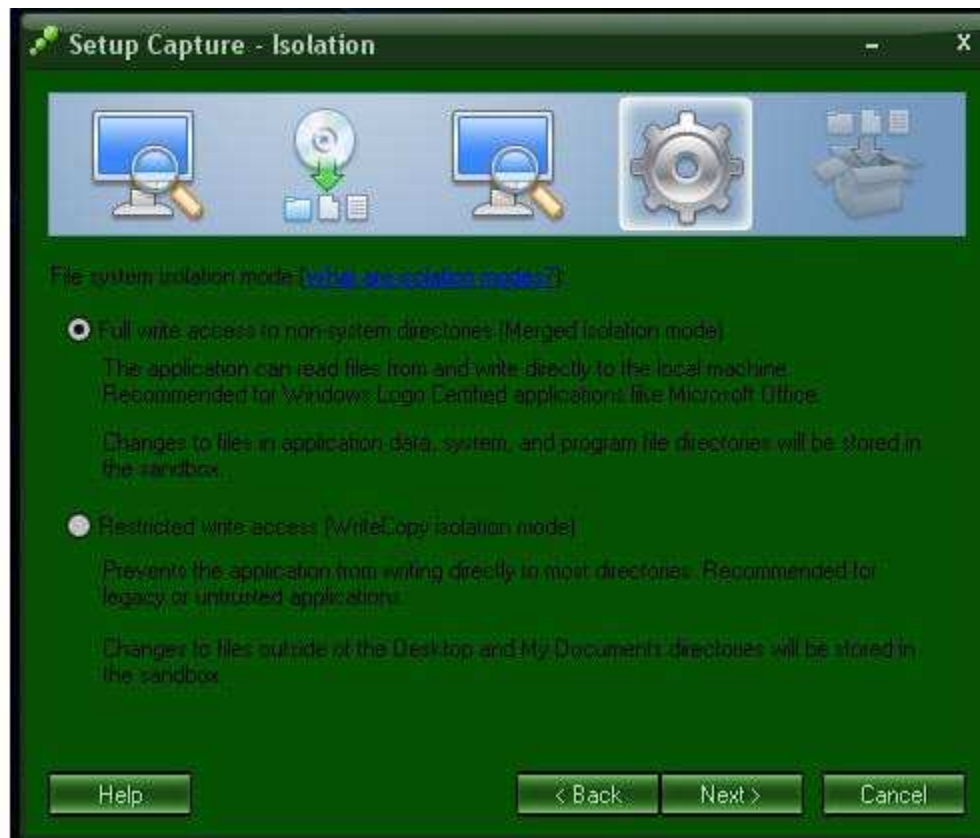 Setup Capture - Isolation
File system isolation mode (What are isolation modes?):
Full write access to non-system directories (Merged isolation mode)
The application can read files from and write directly to the local machine.
Recommended for Windows Logo Certified applications like Microsoft Office.
Changes to files in application data, system, and program file directories will be stored in
the sandbox.
Restricted write access (WriteCopy isolation mode)
Prevents the application from writing directly to most directories. Recommended for
legacy or untrusted applications.
Changes to files outside of the Desktop and My Documents directories will be stored in
the sandbox.
Help
< Back
Next >
Cancel